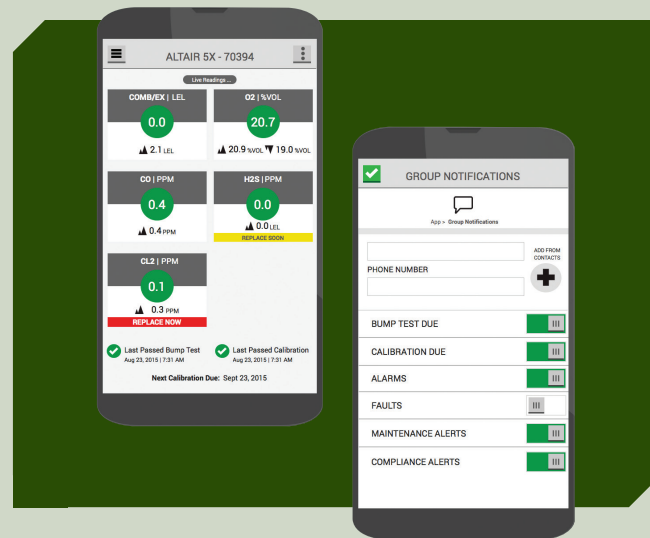 ALTAIR 5X - 70394
Live Readings ...
COMB/EX | LEL
0.0
2.1 LEL
O2 | %VOL
20.7
20.9 %VOL 19.0 %VOL
CO | PPM
0.4
0.4 PPM
H2S | PPM
0.0
0.0 LEL
REPLACE SOON
CL2 | PPM
0.1
0.3 PPM
REPLACE NOW
Last Passed Bump Test
Aug 23, 2015 | 7:31 AM
Last Passed Calibration
Aug 23, 2015 | 7:31 AM
Next Calibration Due: Sept 23, 2015
GROUP NOTIFICATIONS
App > Group Notifications
ADD FROM
CONTACTS
PHONE NUMBER
BUMP TEST DUE
CALIBRATION DUE
ALARMS
FAULTS
MAINTENANCE ALERTS
COMPLIANCE ALERTS